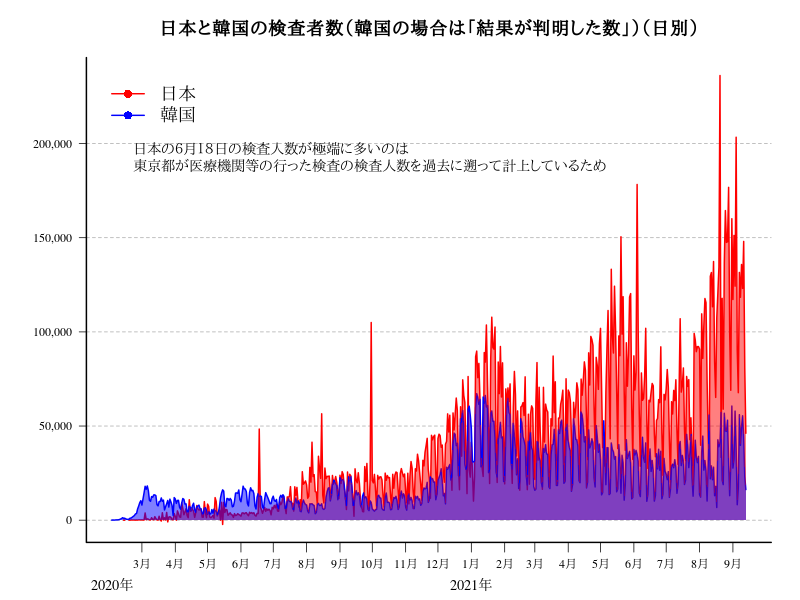 日本と韓国の検査者数(韓国の場合は「結果が判明した数」)(日別)
日本
韓国
日本の6月18日の検査人数が極端に多いのは
東京都が医療機関等の行った検査の検査人数を過去に遡って計上しているため
200,000
150,000
100,000
50,000
0
3月 4月 5月 6月 7月 8月 9月 10月 11月 12月 1月 2月 3月 4月 5月 6月 7月 8月 9月
2020年 2021年